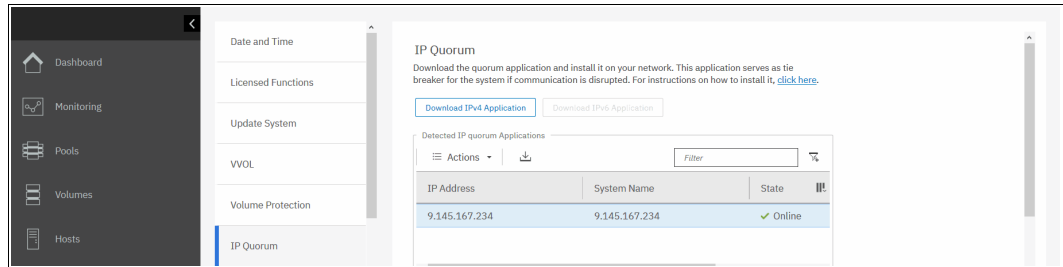 Dashboard
Monitoring
Pools
Volumes
Hosts
Date and Time
Licensed Functions
Update System
VVOL
Volume Protection
IP Quorum
IP Quorum
Download the quorum application and install it on your network. This application serves as tie
breaker for the system if communication is disrupted. For instructions on how to install it, click here.
Download IPv4 Application Download IPv6 Application
Detected IP quorum Applications
Actions Filter
IP Address System Name State
9.145.167.234 9.145.167.234 Online